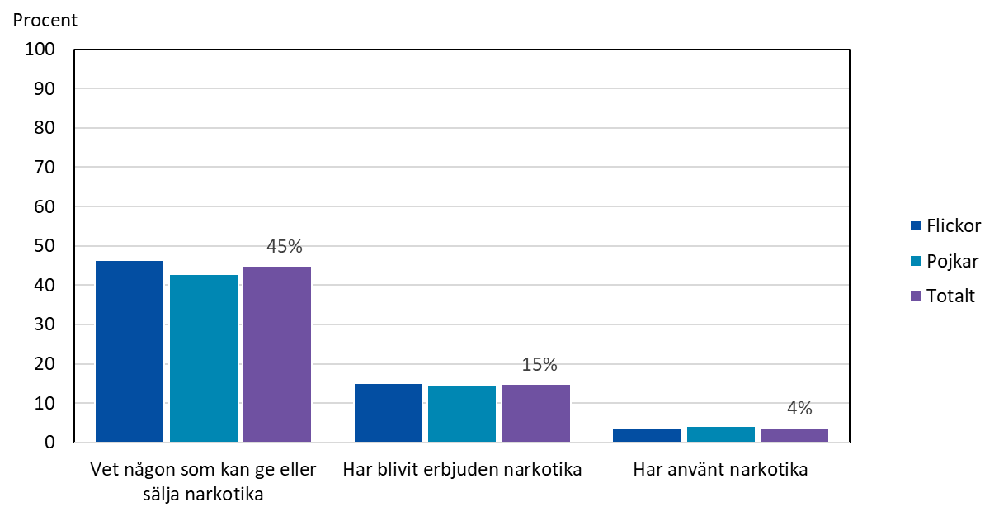 Procent
100
90
80
70
60
50
40
30
20
10
0
45%
15%
4%
Vet någon som kan ge eller
sälja narkotika
Har blivit erbjuden narkotika
Har använt narkotika
Flickor
Pojkar
Totalt